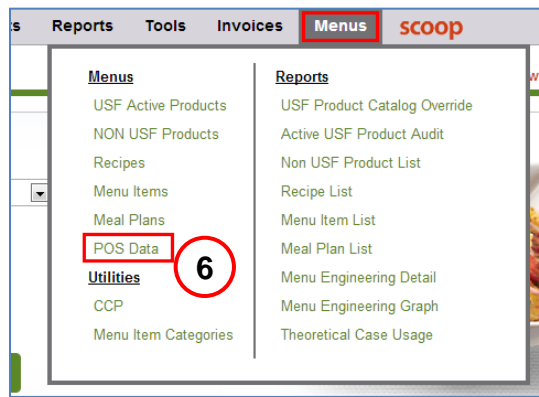 s Reports Tools Invoices Menus scoop
Menus
USF Active Products
NON USF Products
Recipes
Menu Items
Meal Plans
POS Data
6
Utilities
CCP
Menu Item Categories
Reports
USF Product Catalog Override
Active USF Product Audit
Non USF Product List
Recipe List
Menu Item List
Meal Plan List
Menu Engineering Detail
Menu Engineering Graph
Theoretical Case Usage
w